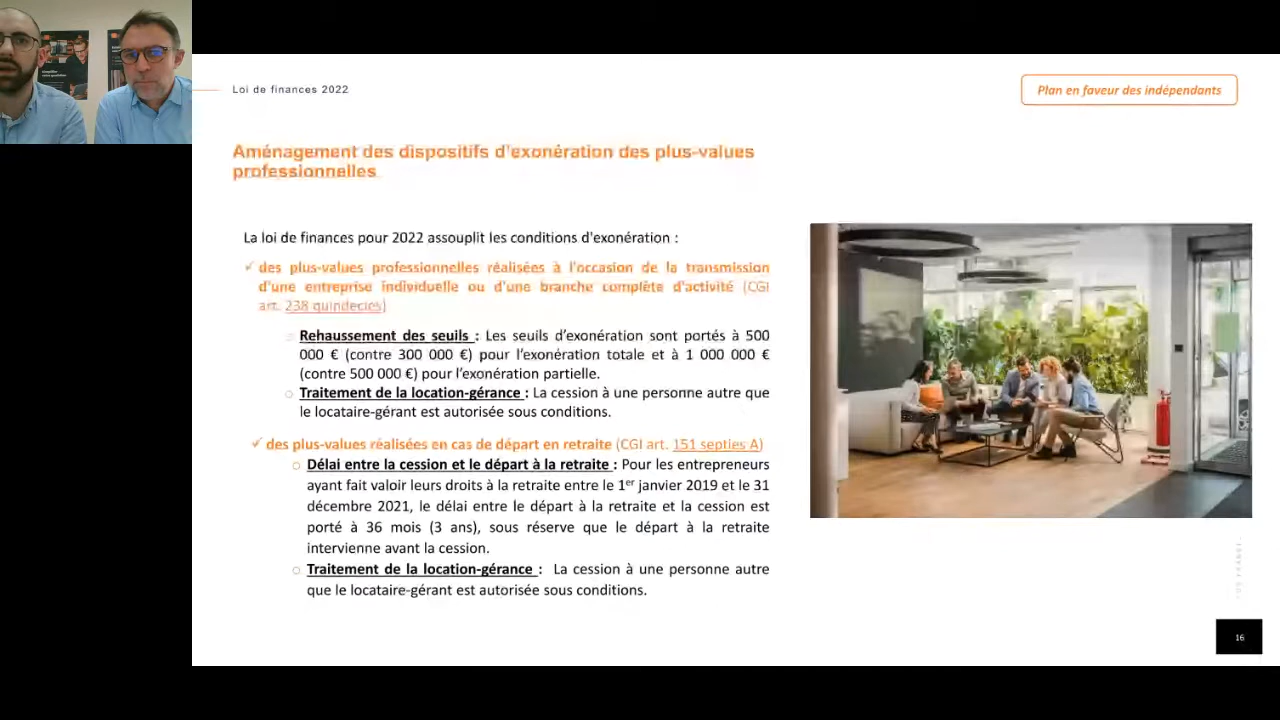 Loi de finances 2022
Plan en faveur des indépendants
Aménagement des dispositifs d'exonération des plus-values
professionnelles
La loi de finances pour 2022 assouplit les conditions d'exonération :
✓ des plus-values professionnelles réalisées à l'occasion de la transmission
d'une entreprise individuelle ou d'une branche complète d'activité (CGI
art. 238 quindecies)
Rehaussement des seuils : Les seuils d'exonération sont portés à 500
000 € (contre 300 000 €) pour l'exonération totale et à 1 000 000 €
(contre 500 000 €) pour l'exonération partielle.
o Traitement de la location-gérance : La cession à une personne autre que
le locataire-gérant est autorisée sous conditions.
✓ des plus-values réalisées en cas de départ en retraite (CGI art. 151 septies A)
o Délai entre la cession et le départ à la retraite : Pour les entrepreneurs
ayant fait valoir leurs droits à la retraite entre le 1er janvier 2019 et le 31
décembre 2021, le délai entre le départ à la retraite et la cession est
porté à 36 mois (3 ans), sous réserve que le départ à la retraite
intervienne avant la cession.
o Traitement de la location-gérance : La cession à une personne autre
que le locataire-gérant est autorisée sous conditions.
16